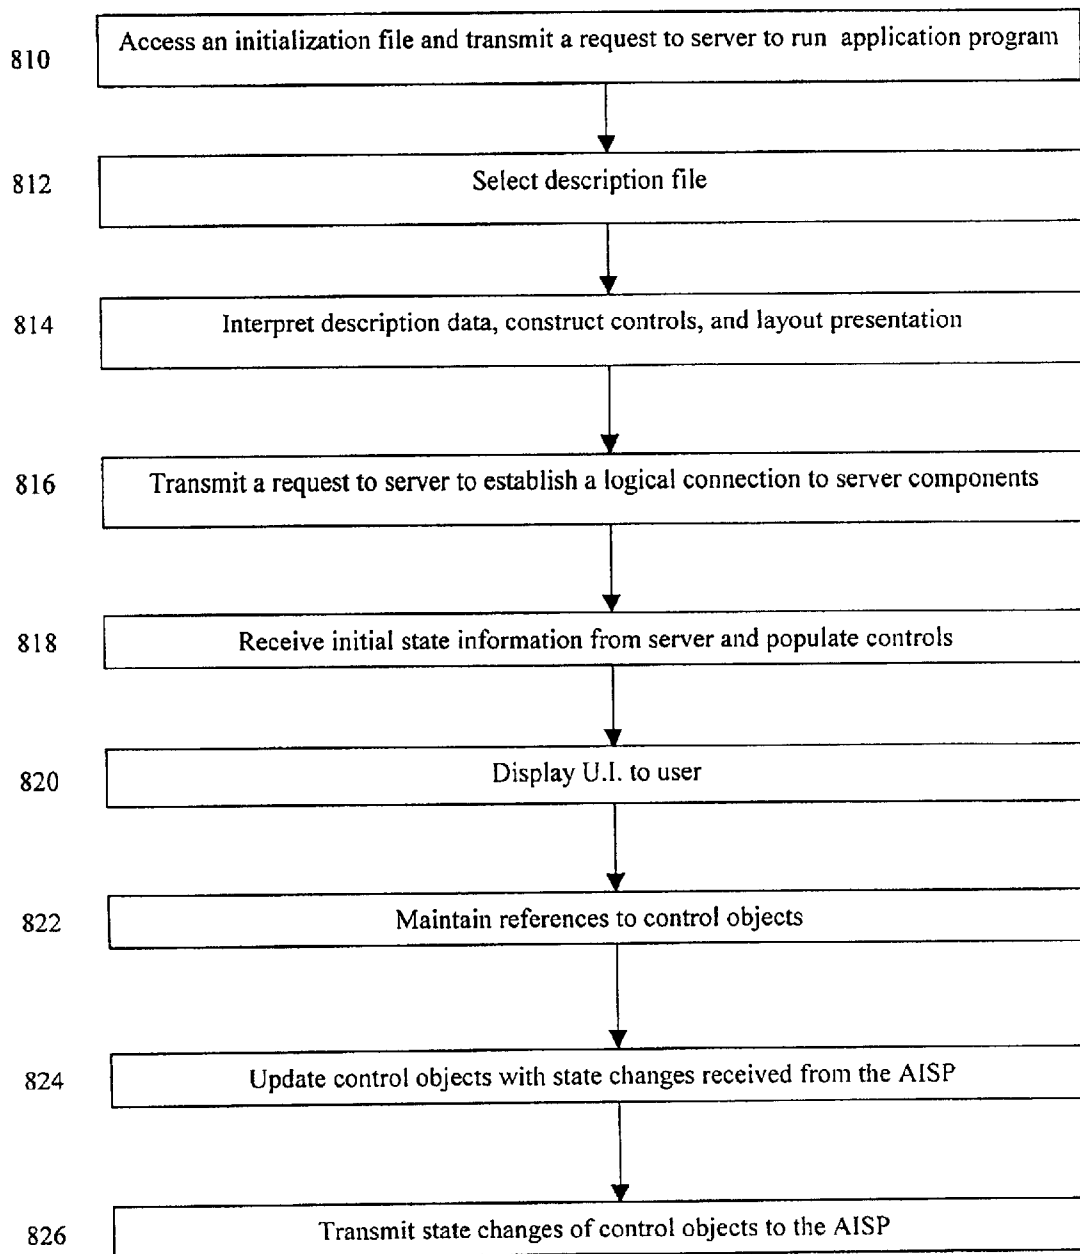 810 Access an initialization file and transmit a request to server to run application program
812 Select description file
814 Interpret description data, construct controls, and layout presentation
816 Transmit a request to server to establish a logical connection to server components
818 Receive initial state information from server and populate controls
820 Display U.I. to user
822 Maintain references to control objects
824 Update control objects with state changes received from the AISP
826 Transmit state changes of control objects to the AISP